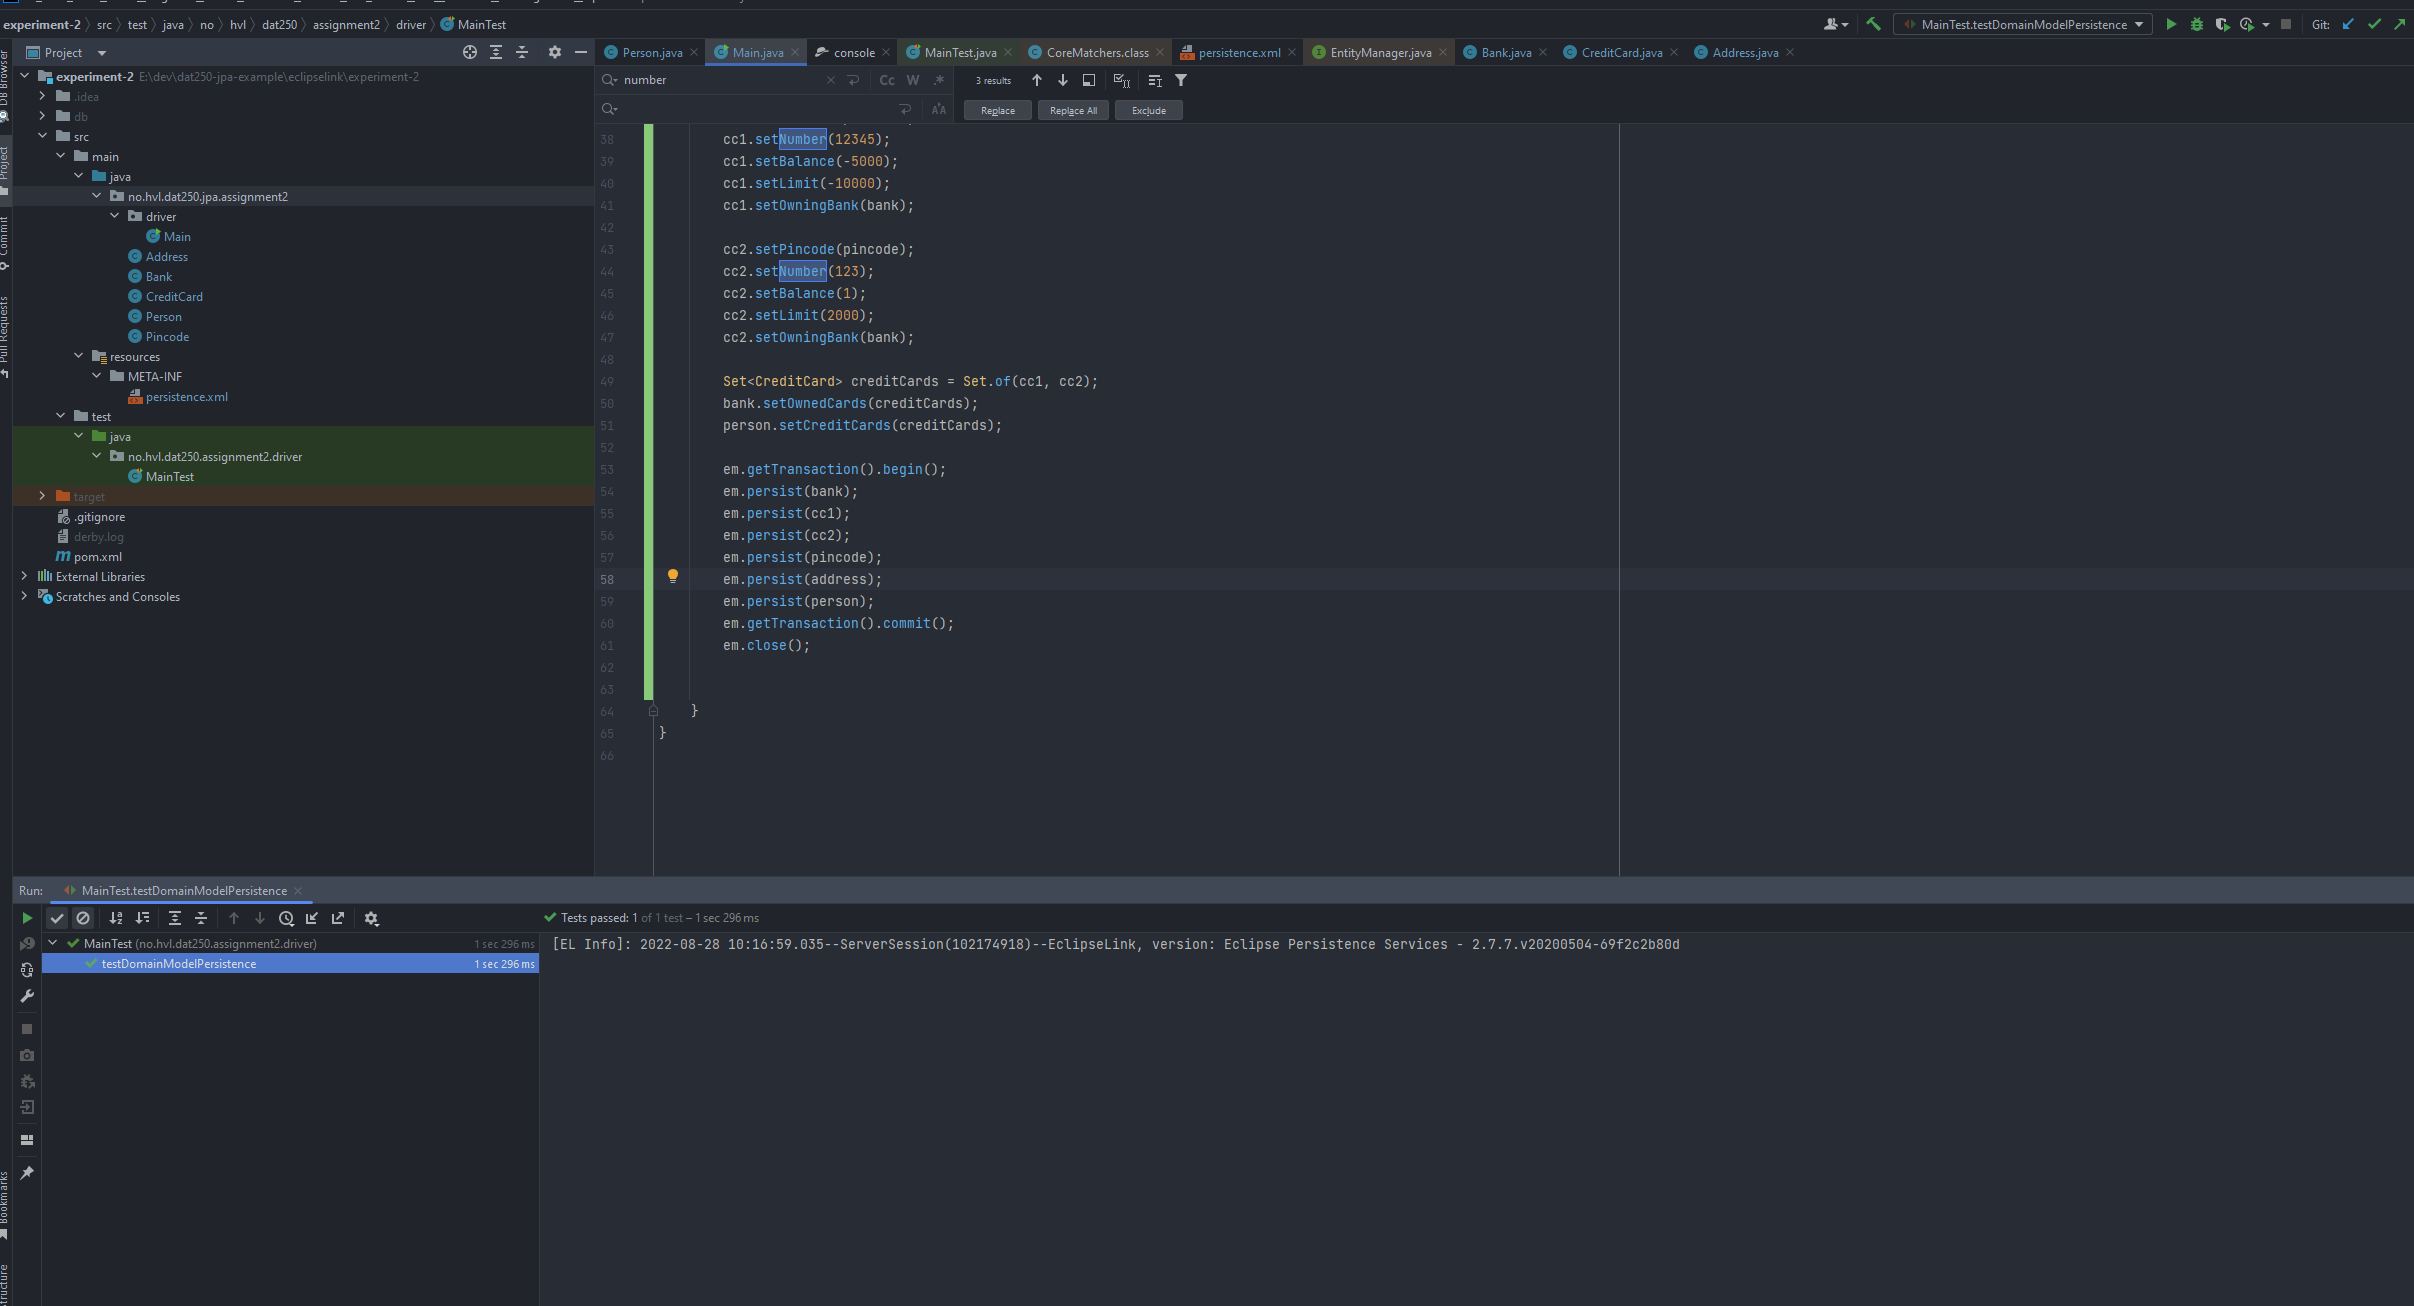 experiment-2 src test java no hvl dat250 assignment2 driver MainTest
MainTest.testDomainModelPersistence
Git:
Project
Person.java
Main.java
console
MainTest.java
CoreMatchers.class
persistence.xml
EntityManager.java
Bank.java
CreditCard.java
Address.java
DB Browser
Project
Commit
Pull Requests
Bookmarks
Structure
experiment-2 E:\dev\dat250-jpa-example\eclipselink\experiment-2
.idea
db
src
main
java
no.hvl.dat250.jpa.assignment2
driver
Main
Address
Bank
CreditCard
Person
Pincode
resources
META-INF
persistence.xml
test
java
no.hvl.dat250.assignment2.driver
MainTest
target
.gitignore
derby.log
pom.xml
External Libraries
Scratches and Consoles
number
Cc W .*
3 results
Replace Replace All Exclude
38 cc1.setNumber(12345);
39 cc1.setBalance(-5000);
40 cc1.setLimit(-10000);
41 cc1.setOwningBank(bank);
42
43 cc2.setPincode(pincode);
44 cc2.setNumber(123);
45 cc2.setBalance(1);
46 cc2.setLimit(2000);
47 cc2.setOwningBank(bank);
48
49 Set<CreditCard> creditCards = Set.of(cc1, cc2);
50 bank.setOwnedCards(creditCards);
51 person.setCreditCards(creditCards);
52
53 em.getTransaction().begin();
54 em.persist(bank);
55 em.persist(cc1);
56 em.persist(cc2);
57 em.persist(pincode);
58 em.persist(address);
59 em.persist(person);
60 em.getTransaction().commit();
61 em.close();
62
63
64 }
65 }
66
Run: MainTest.testDomainModelPersistence
Tests passed: 1 of 1 test – 1 sec 296 ms
MainTest (no.hvl.dat250.assignment2.driver) 1 sec 296 ms
testDomainModelPersistence 1 sec 296 ms
[EL Info]: 2022-08-28 10:16:59.035--ServerSession(102174918)--EclipseLink, version: Eclipse Persistence Services - 2.7.7.v20200504-69f2c2b80d